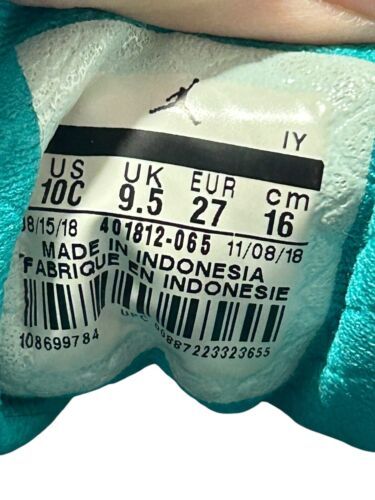 IY
US UK EUR cm
10C 9.5 27 16
08/15/18 401812-065 11/08/18
MADE IN INDONESIA
FABRIQUE EN INDONESIE
108699784 UPC 00887223323655